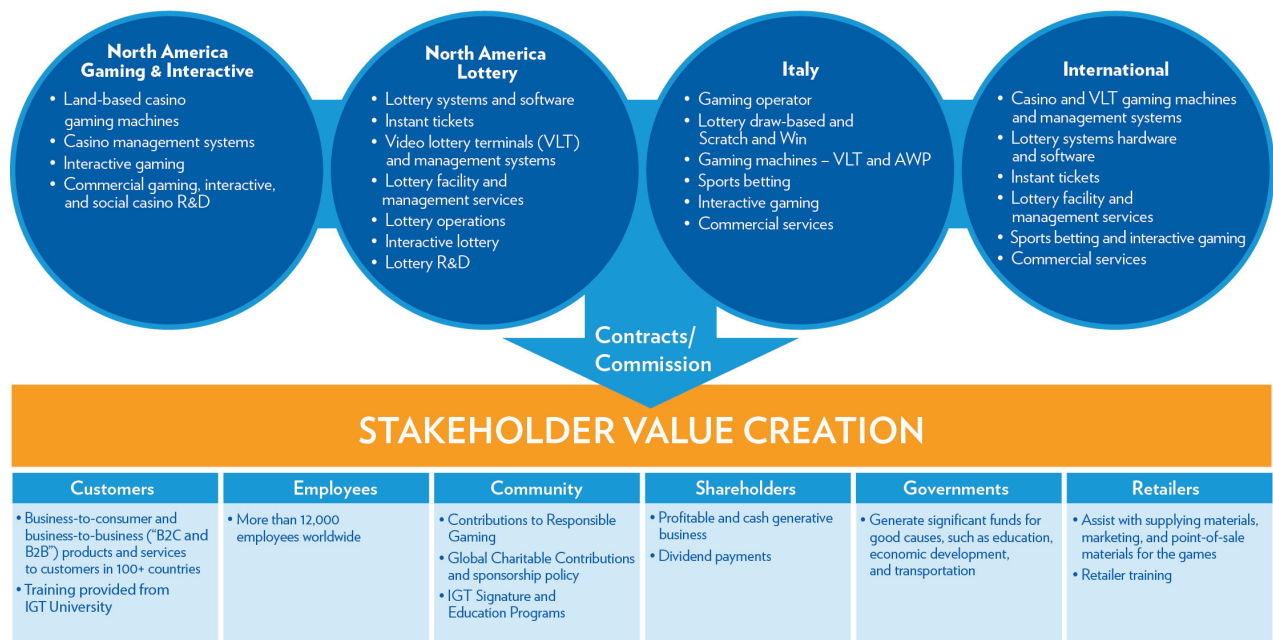 North America
Gaming & Interactive
• Land-based casino
gaming machines
• Casino management systems
• Interactive gaming
• Commercial gaming, interactive,
and social casino R&D
North America
Lottery
• Lottery systems and software
• Instant tickets
• Video lottery terminals (VLT)
and management systems
• Lottery facility and
management services
• Lottery operations
• Interactive lottery
• Lottery R&D
Italy
• Gaming operator
• Lottery draw-based and
Scratch and Win
• Gaming machines – VLT and AWP
• Sports betting
• Interactive gaming
• Commercial services
International
• Casino and VLT gaming machines
and management systems
• Lottery systems hardware
and software
• Instant tickets
• Lottery facility and
management services
• Sports betting and interactive gaming
• Commercial services
Contracts/
Commission
STAKEHOLDER VALUE CREATION
Customers
• Business-to-consumer and
business-to-business (“B2C and
B2B”) products and services
to customers in 100+ countries
• Training provided from
IGT University
Employees
• More than 12,000
employees worldwide
Community
• Contributions to Responsible
Gaming
• Global Charitable Contributions
and sponsorship policy
• IGT Signature and
Education Programs
Shareholders
• Profitable and cash generative
business
• Dividend payments
Governments
• Generate significant funds for
good causes, such as education,
economic development,
and transportation
Retailers
• Assist with supplying materials,
marketing, and point-of-sale
materials for the games
• Retailer training